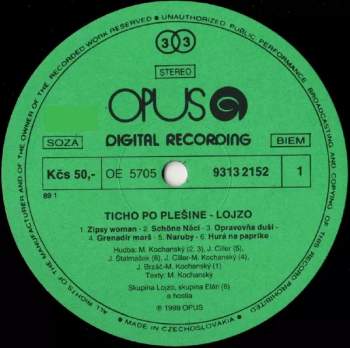 • UNAUTHORIZED PUBLIC PERFORMANCE, BROADCASTING AND COPYING OF THIS RECORD PROHIBITED •
ALL RIGHTS OF THE MANUFACTURER AND OF THE OWNER OF THE RECORDED WORK RESERVED
33
STEREO
OPUS
SOZA
DIGITAL RECORDING
BIEM
Kčs 50,-
OE 5705
9313 2152
1
89 1
TICHO PO PLEŠINE - LOJZO
1. Zipsy woman - 2. Schöne Náci - 3. Opravovňa duší -
4. Grenadír marš - 5. Naruby - 6. Hurá na paprike
Hudba: M. Kochanský (2, 3), J. Ciller (5),
J. Štatmašek (6), J. Ciller-M. Kochanský (4),
J. Brzáč-M. Kochanský (1)
Texty: M. Kochanský
Skupina Lojzo, skupina Elán (6)
a hostia
℗ 1989 OPUS
MADE IN CZECHOSLOVAKIA